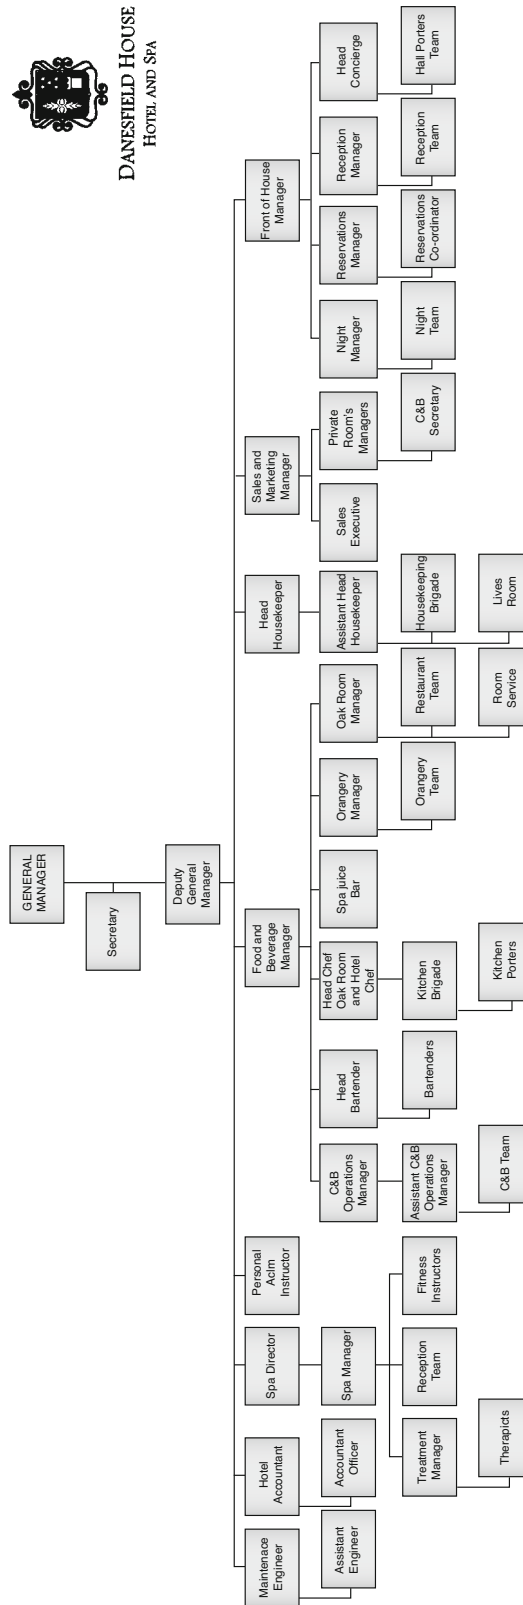 DANESFIELD HOUSE
HOTEL AND SPA
GENERAL
MANAGER
Secretary
Deputy
General
Manager
Maintenace
Engineer
Hotel
Accountant
Spa Director
Personal
Aclm
Instructor
Food and
Beverage
Manager
Head
Housekeeper
Sales and
Marketing
Manager
Front of House
Manager
Assistant
Engineer
Accountant
Officer
Spa Manager
C&B
Operations
Manager
Head
Bartender
Head Chef
Oak Room
and Hotel
Chef
Spa juice
Bar
Orangery
Manager
Oak Room
Manager
Assistant Head
Housekeeper
Sales
Executive
Private
Room's
Managers
Night
Manager
Reservations
Manager
Reception
Manager
Head
Concierge
Treatment
Manager
Reception
Team
Fitness
Instructors
Assistant C&B
Operations
Manager
Bartenders
Kitchen
Brigade
Orangery
Team
Restaurant
Team
Housekeeping
Brigade
C&B
Secretary
Night
Team
Reservations
Co-ordinator
Reception
Team
Hall Porters
Team
Therapicts
C&B Team
Kitchen
Porters
Room
Service
Lives
Room